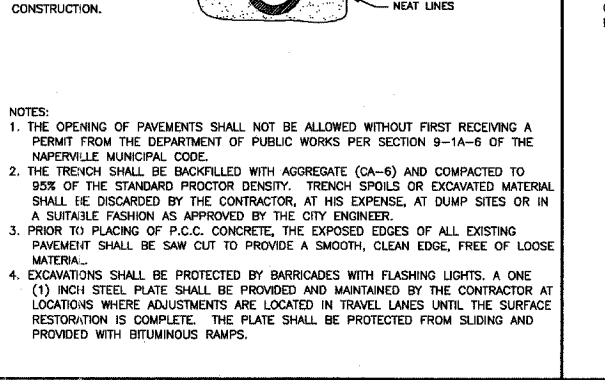 CONSTRUCTION.
NEAT LINES
NOTES:
1. THE OPENING OF PAVEMENTS SHALL NOT BE ALLOWED WITHOUT FIRST RECEIVING A
PERMIT FROM THE DEPARTMENT OF PUBLIC WORKS PER SECTION 9-1A-6 OF THE
NAPERVILLE MUNICIPAL CODE.
2. THE TRENCH SHALL BE BACKFILLED WITH AGGREGATE (CA-6) AND COMPACTED TO
95% OF THE STANDARD PROCTOR DENSITY. TRENCH SPOILS OR EXCAVATED MATERIAL
SHALL BE DISCARDED BY THE CONTRACTOR, AT HIS EXPENSE, AT DUMP SITES OR IN
A SUITABLE FASHION AS APPROVED BY THE CITY ENGINEER.
3. PRIOR TO PLACING OF P.C.C. CONCRETE, THE EXPOSED EDGES OF ALL EXISTING
PAVEMENT SHALL BE SAW CUT TO PROVIDE A SMOOTH, CLEAN EDGE, FREE OF LOOSE
MATERIAL.
4. EXCAVATIONS SHALL BE PROTECTED BY BARRICADES WITH FLASHING LIGHTS. A ONE
(1) INCH STEEL PLATE SHALL BE PROVIDED AND MAINTAINED BY THE CONTRACTOR AT
LOCATIONS WHERE ADJUSTMENTS ARE LOCATED IN TRAVEL LANES UNTIL THE SURFACE
RESTORATION IS COMPLETE. THE PLATE SHALL BE PROTECTED FROM SLIDING AND
PROVIDED WITH BITUMINOUS RAMPS.